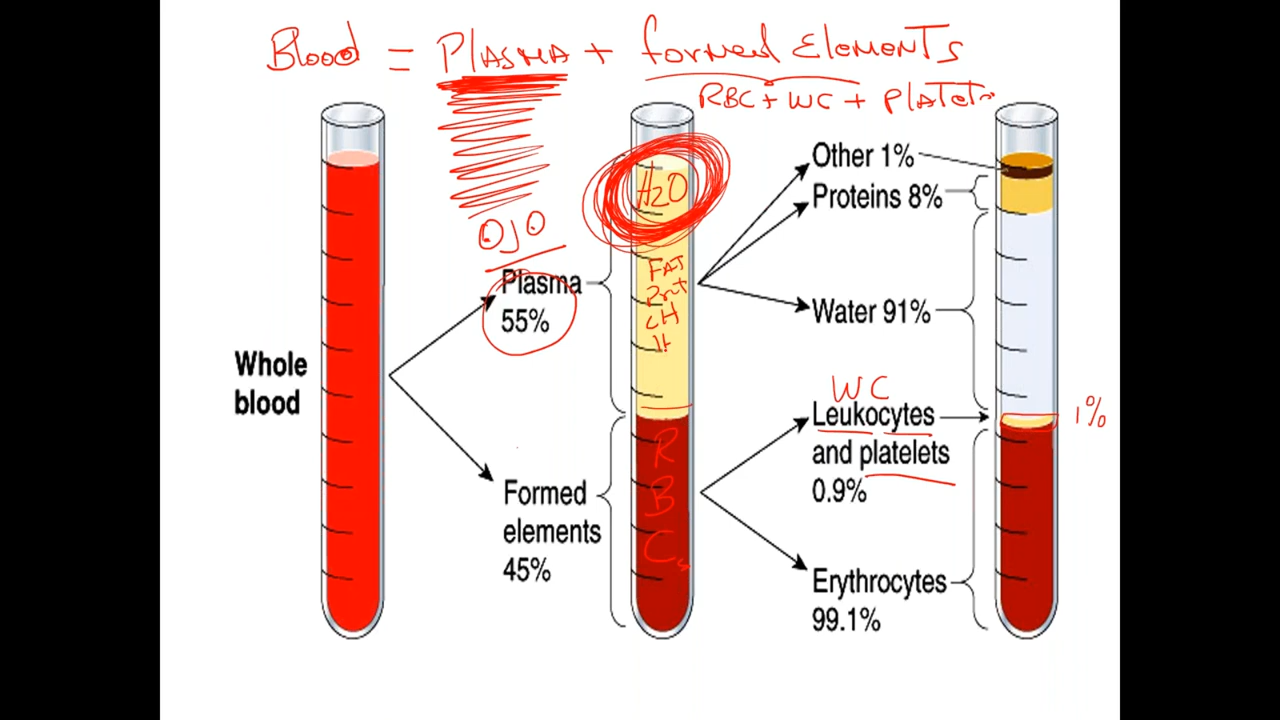 Blood = PLASMA + formed ElemenTs
RBC + WC + PlATeTs
Other 1%
Proteins 8%
H2O
OJO
FAT
Prot
CH
Plasma
55%
Water 91%
Whole
blood
WC
Leukocytes
and platelets
0.9%
1%
R
B
Cs
Formed
elements
45%
Erythrocytes
99.1%